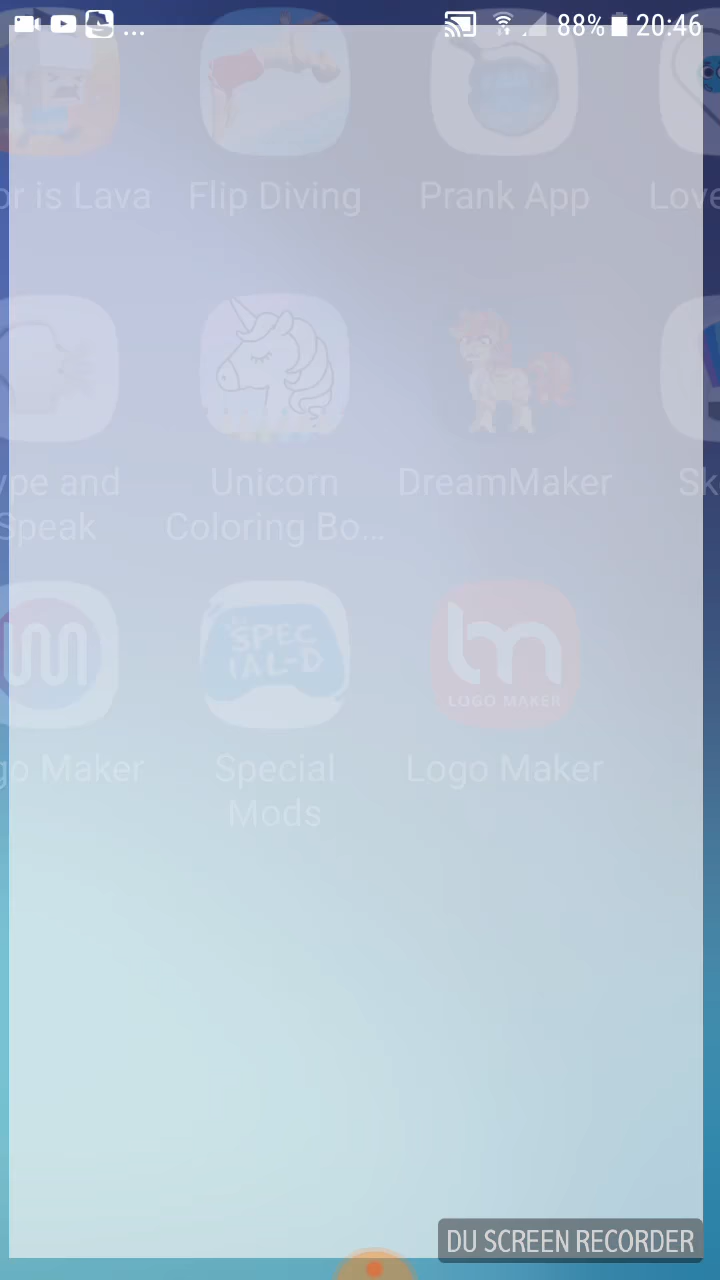 ... 88% 20:46
or is Lava Flip Diving Prank App Love
ype and Unicorn DreamMaker Sk
Speak Coloring Bo...
SPEC
IAL-D
LOGO MAKER
go Maker Special Logo Maker
Mods
DU SCREEN RECORDER